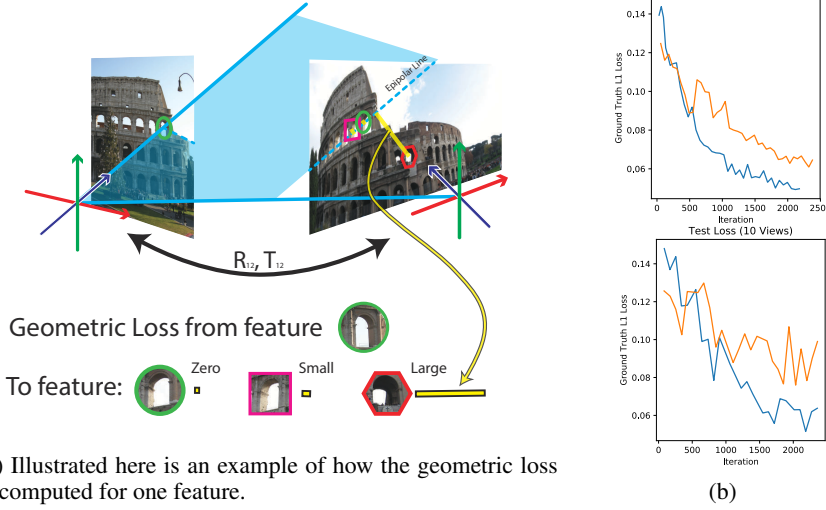 Epipolar Line
R₁₂, T₁₂
Geometric Loss from feature
To feature:
Zero
Small
Large
) Illustrated here is an example of how the geometric loss
computed for one feature.
0.14
0.12
0.10
0.08
0.06
Ground Truth L1 Loss
0 500 1000 1500 2000 2500
Iteration
Test Loss (10 Views)
0.14
0.12
0.10
0.08
0.06
Ground Truth L1 Loss
0 500 1000 1500 2000
Iteration
(b)